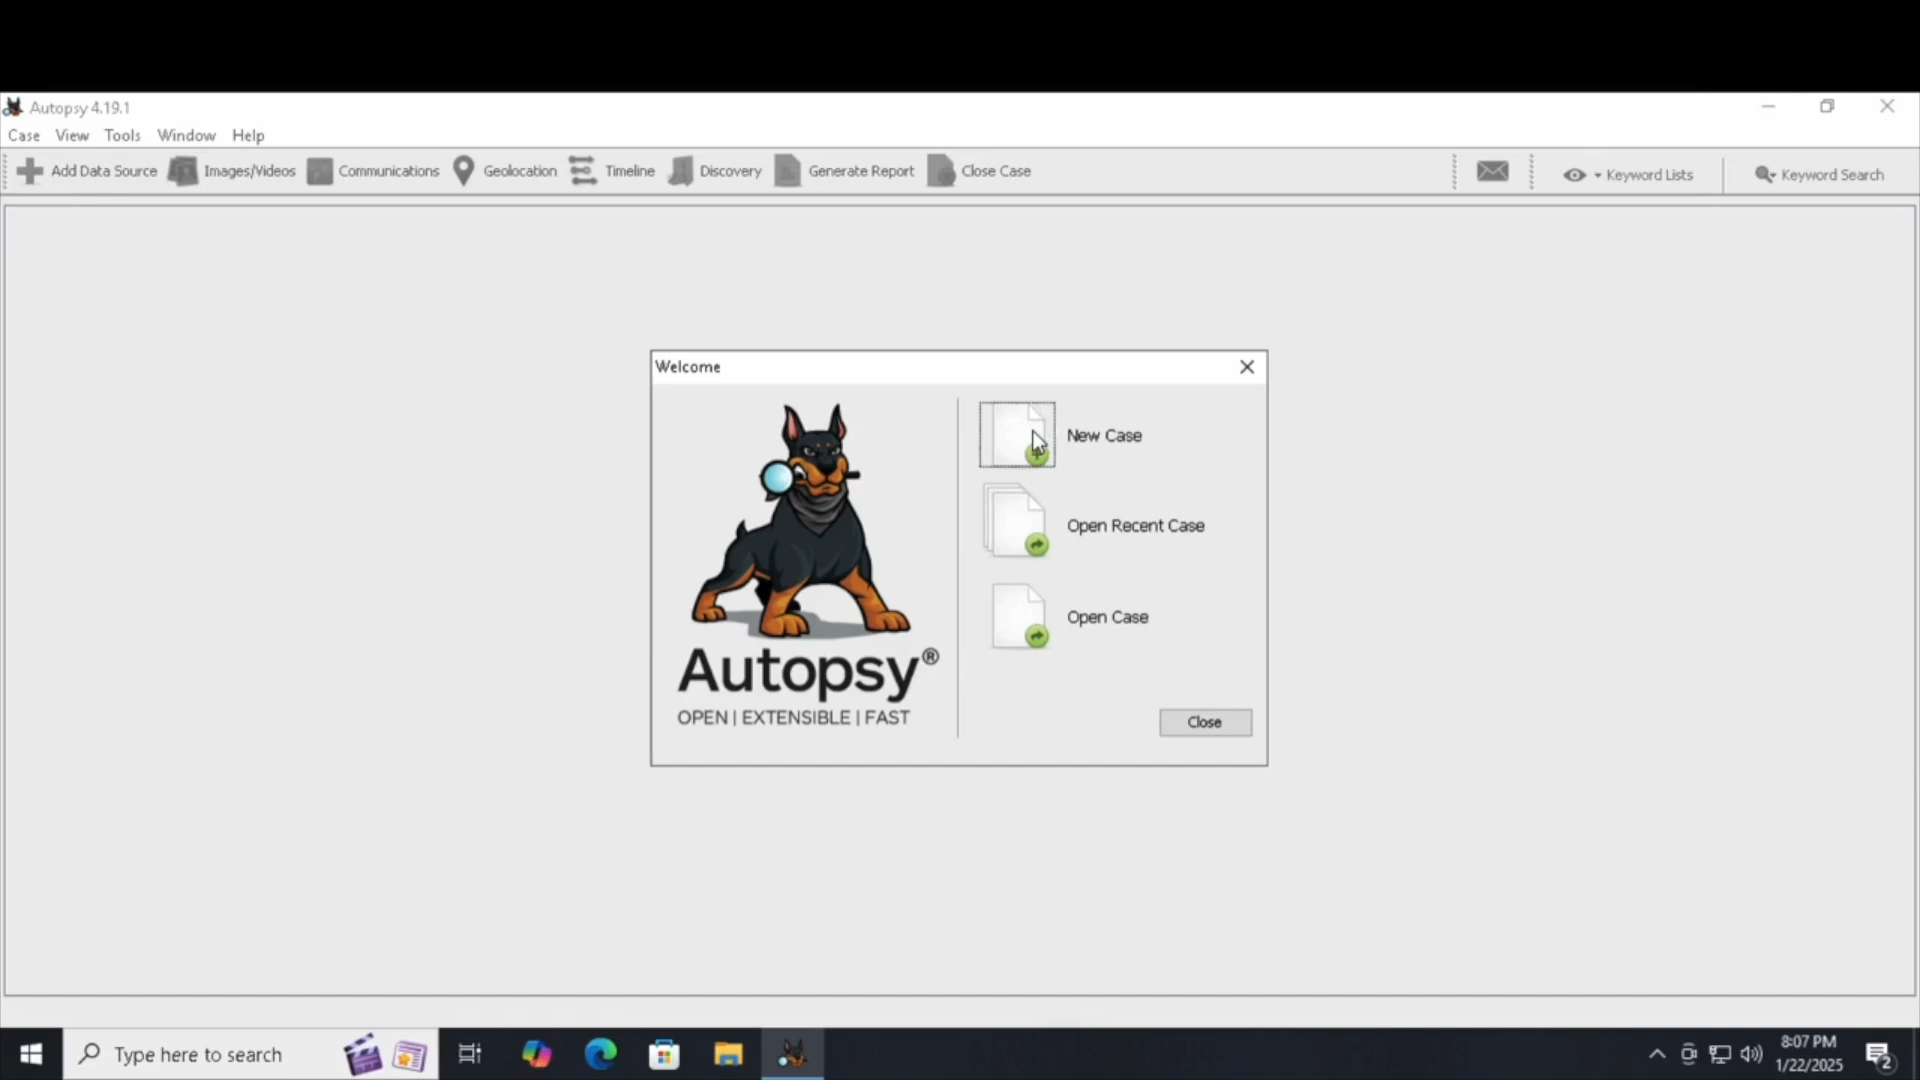 Autopsy 4.19.1
Case View Tools Window Help
Add Data Source Images/Videos Communications Geolocation Timeline Discovery Generate Report Close Case Keyword Lists Keyword Search
Welcome
New Case
Open Recent Case
Open Case
Autopsy®
OPEN | EXTENSIBLE | FAST
Close
Type here to search
8:07 PM
1/22/2025
2